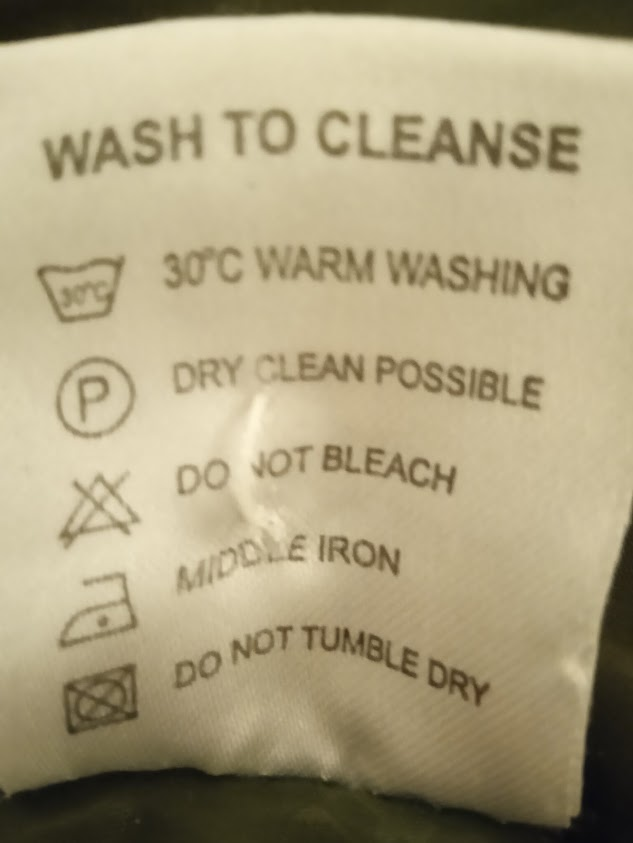 WASH TO CLEANSE
30°C 30°C WARM WASHING
P DRY CLEAN POSSIBLE
DO NOT BLEACH
MIDDLE IRON
DO NOT TUMBLE DRY